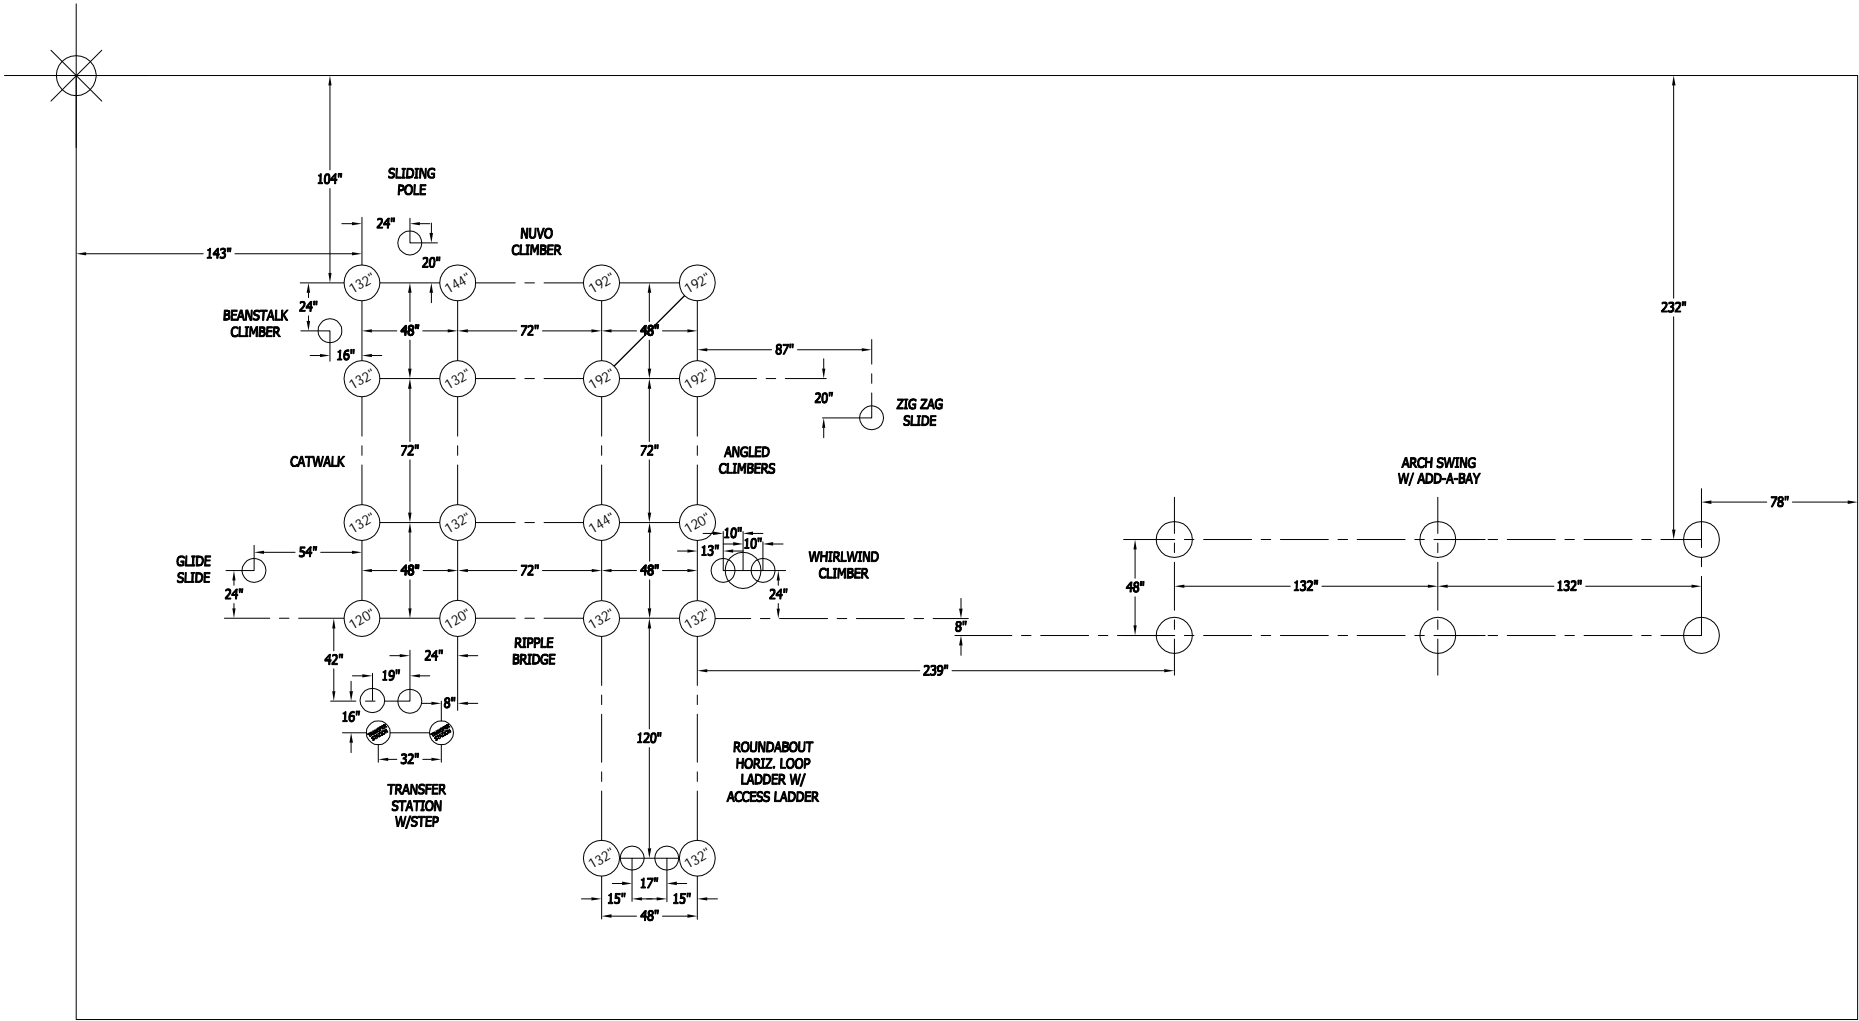 104"
SLIDING
POLE
24"
143"
20"
NUVO
CLIMBER
132"
144"
192"
192"
24"
BEANSTALK
CLIMBER
48"
72"
48"
16"
87"
132"
132"
192"
192"
20"
ZIG ZAG
SLIDE
232"
CATWALK
72"
72"
ANGLED
CLIMBERS
ARCH SWING
W/ ADD-A-BAY
78"
132"
132"
144"
120"
10"
10"
13"
54"
GLIDE
SLIDE
24"
48"
72"
48"
WHIRLWIND
CLIMBER
24"
48"
132"
132"
120"
120"
132"
132"
8"
42"
24"
RIPPLE
BRIDGE
19"
239"
8"
16"
TRANSFER
STATION
TRANSFER
STATION
32"
120"
TRANSFER
STATION
W/STEP
ROUNDABOUT
HORIZ. LOOP
LADDER W/
ACCESS LADDER
132"
132"
17"
15"
15"
48"